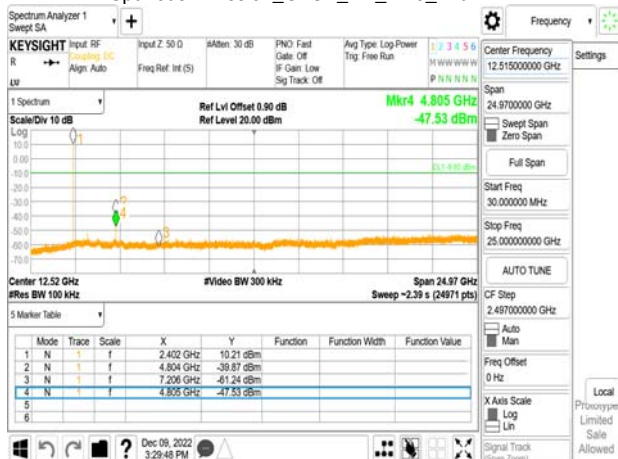 Spectrum Analyzer 1
Swept SA
Frequency
Settings
KEYSIGHT
R
LXI
Input: RF
Coupling: DC
Align: Auto
Input Z: 50 Ω
Freq Ref: Int (S)
#Atten: 30 dB
PNO: Fast
Gate: Off
IF Gain: Low
Sig Track: Off
Avg Type: Log-Power
Trig: Free Run
1 2 3 4 5 6
M W W W W W
P N N N N N
1 Spectrum
Scale/Div 10 dB
Ref Lvl Offset 0.90 dB
Ref Level 20.00 dBm
Mkr4 4.805 GHz
-47.53 dBm
Log
10.0
0.00
-10.0
-20.0
-30.0
-40.0
-50.0
-60.0
-70.0
1
2
3
4
Center 12.52 GHz
#Res BW 100 kHz
#Video BW 300 kHz
Span 24.97 GHz
Sweep ~2.39 s (24971 pts)
5 Marker Table
Mode Trace Scale X Y Function Function Width Function Value
1 N 1 f 2.402 GHz 10.21 dBm
2 N 1 f 4.804 GHz -39.87 dBm
3 N 1 f 7.206 GHz -61.24 dBm
4 N 1 f 4.805 GHz -47.53 dBm
5
6
Dec 09, 2022
3:29:48 PM
Center Frequency
12.515000000 GHz
Span
24.9700000 GHz
Swept Span
Zero Span
Full Span
Start Freq
30.000000 MHz
Stop Freq
25.000000000 GHz
AUTO TUNE
CF Step
2.497000000 GHz
Auto
Man
Freq Offset
0 Hz
X Axis Scale
Log
Lin
Signal Track
(Span Zoom)
Local
Prototype
Limited
Sale
Allowed